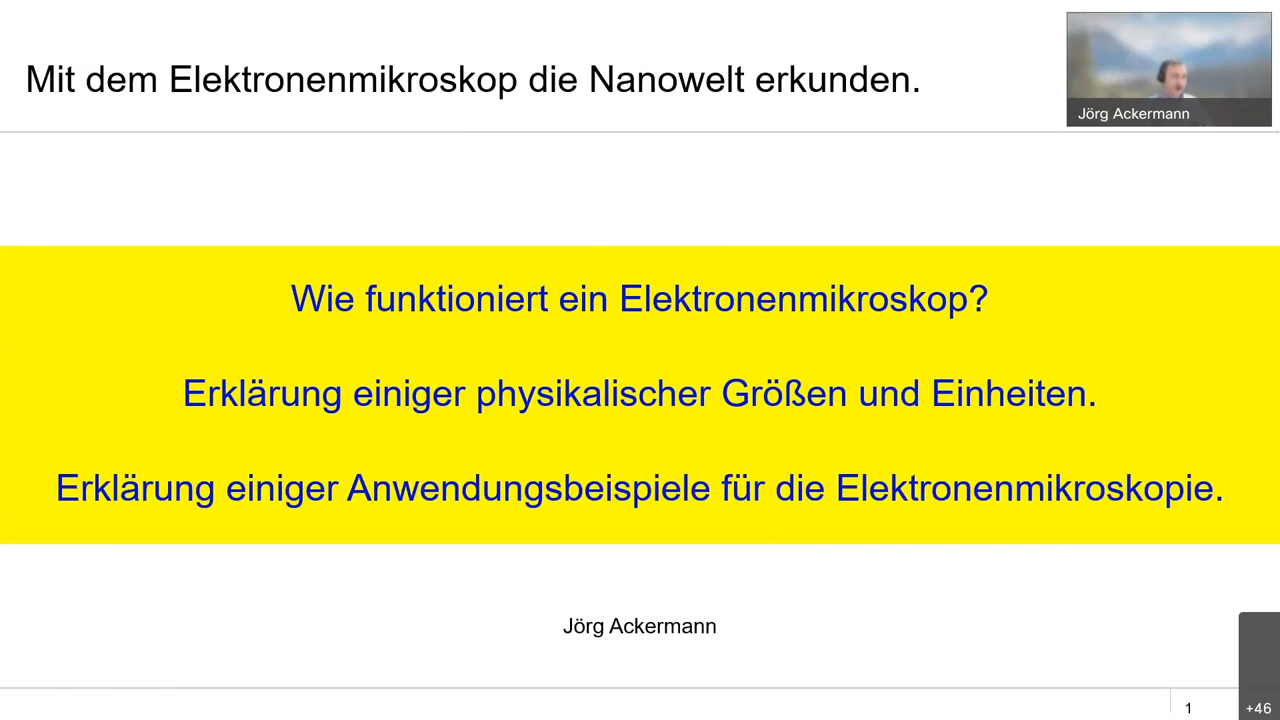 Mit dem Elektronenmikroskop die Nanowelt erkunden.
Jörg Ackermann
Wie funktioniert ein Elektronenmikroskop?
Erklärung einiger physikalischer Größen und Einheiten.
Erklärung einiger Anwendungsbeispiele für die Elektronenmikroskopie.
Jörg Ackermann
1
+46